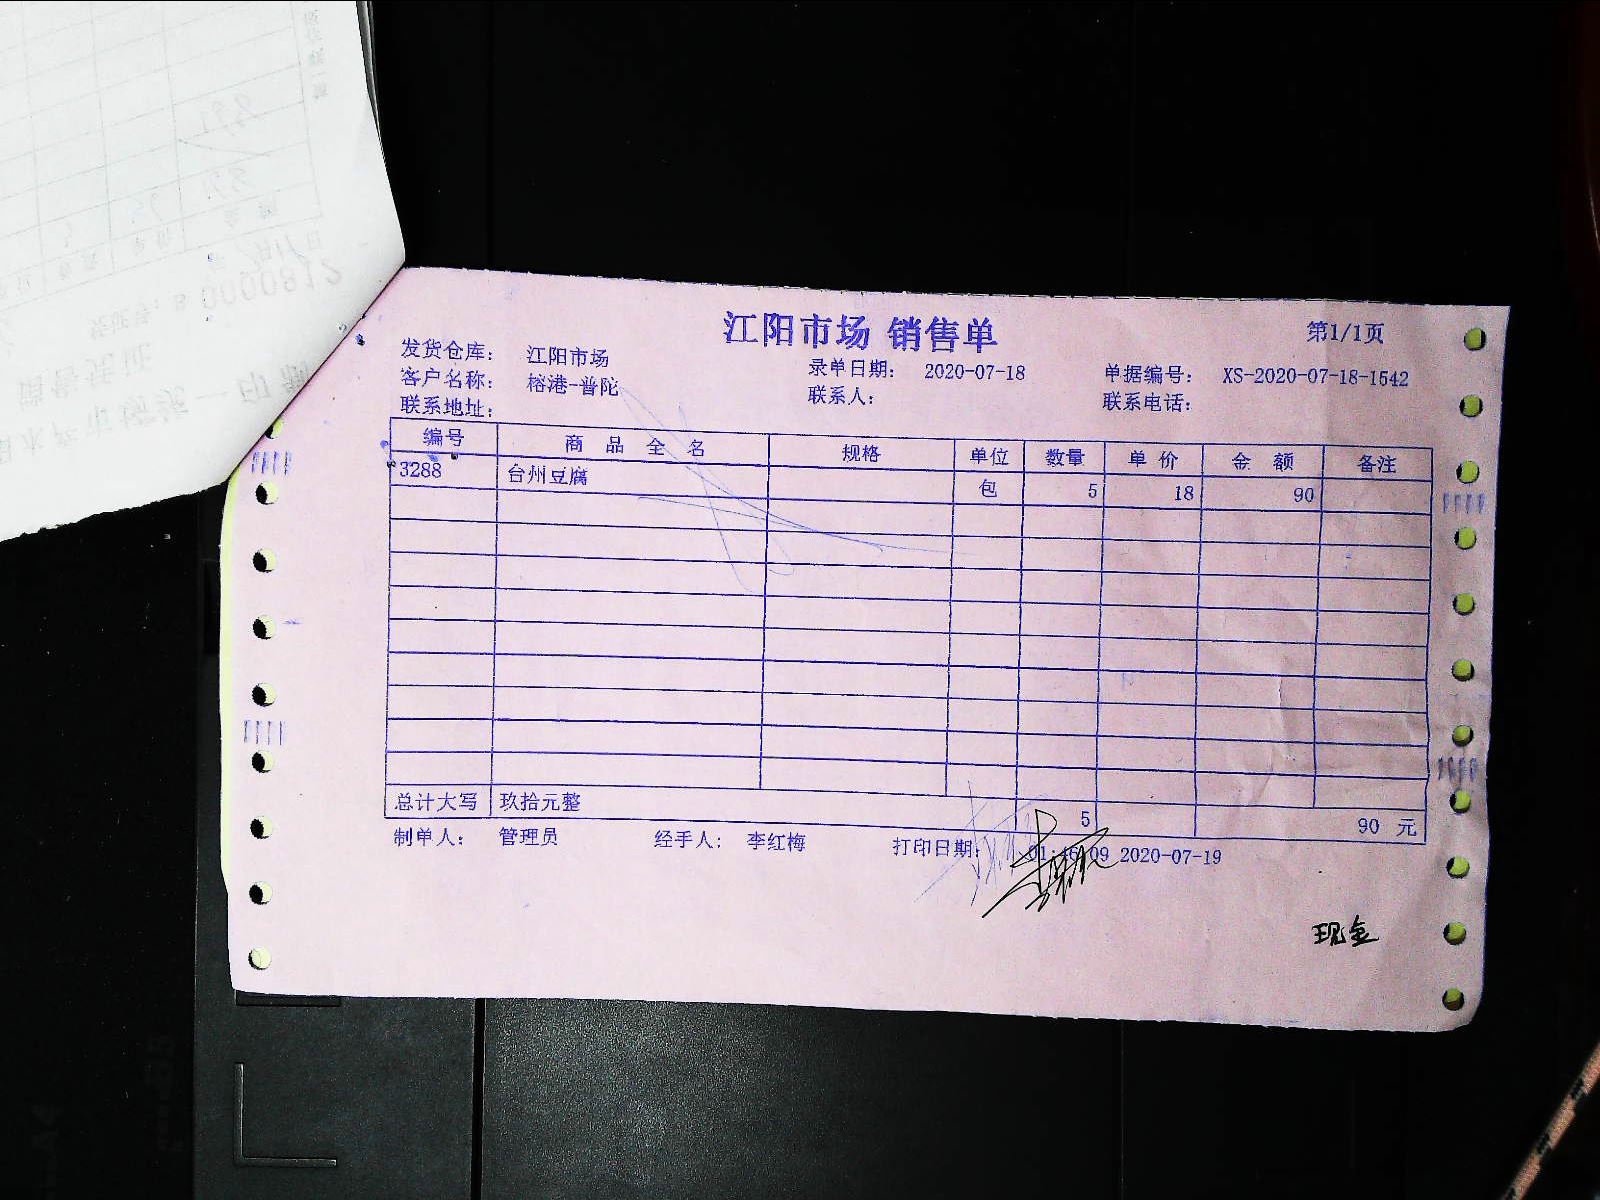 江阳市场 销售单
第1/1页
发货仓库： 江阳市场
录单日期： 2020-07-18
单据编号： XS-2020-07-18-1542
客户名称： 榕港-普陀
联系人：
联系电话：
联系地址：
编号 商品全名 规格 单位 数量 单价 金额 备注
3288 台州豆腐 包 5 18 90
总计大写 玖拾元整 5 90 元
制单人： 管理员 经手人： 李红梅 打印日期： 01:46:09 2020-07-19
现金
0000812